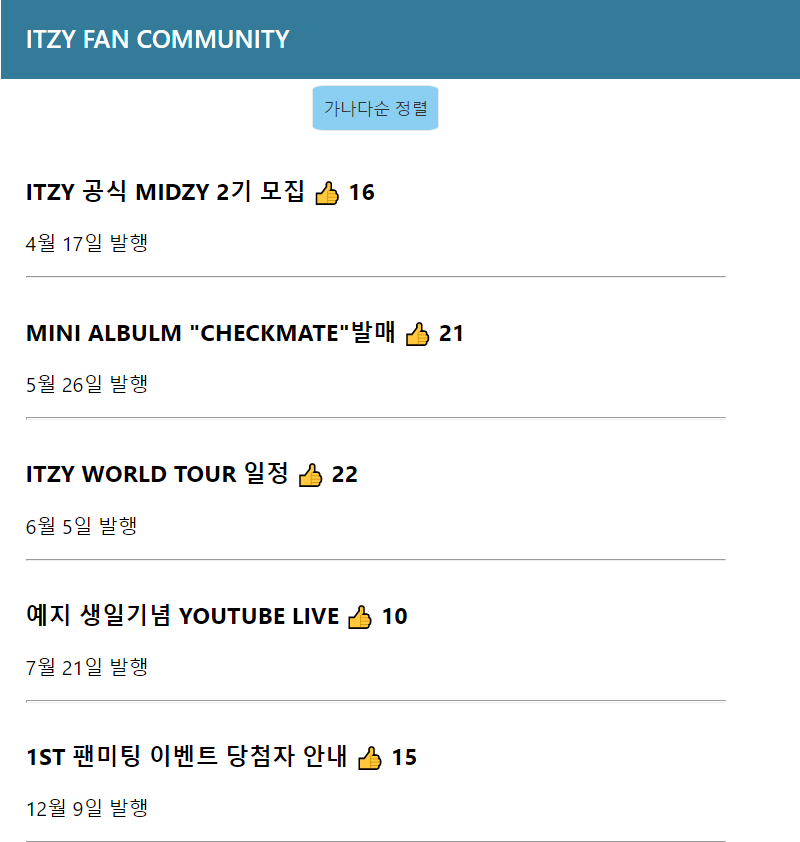 ITZY FAN COMMUNITY
가나다순 정렬
ITZY 공식 MIDZY 2기 모집 👍 16
4월 17일 발행
MINI ALBULM "CHECKMATE"발매 👍 21
5월 26일 발행
ITZY WORLD TOUR 일정 👍 22
6월 5일 발행
예지 생일기념 YOUTUBE LIVE 👍 10
7월 21일 발행
1ST 팬미팅 이벤트 당첨자 안내 👍 15
12월 9일 발행